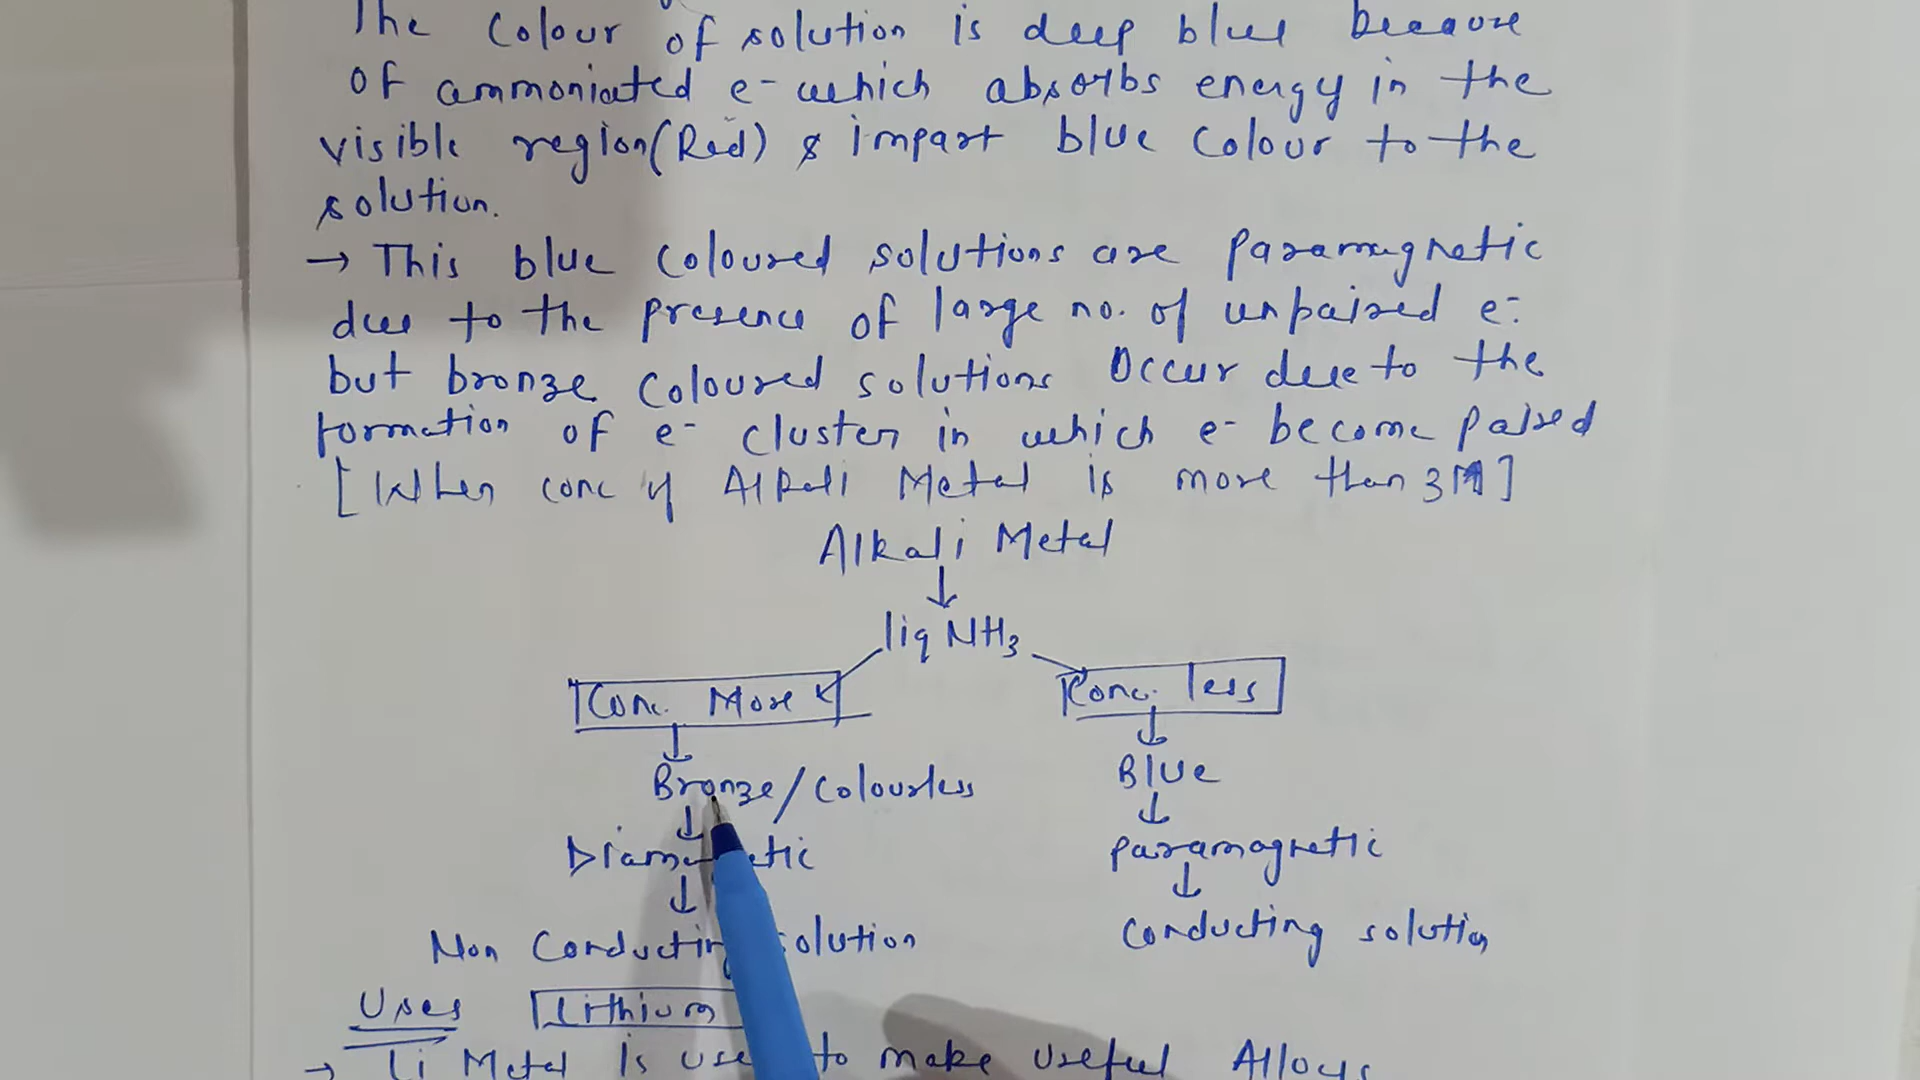 The Colour of solution is deep blue because
of ammoniated e- which absorbs energy in the
visible region (Red) & impart blue colour to the
solution.
→ This blue coloured solutions are paramagnetic
due to the presence of large no. of unpaired e-
but bronze coloured solutions occur due to the
formation of e- cluster in which e- become paired
[When conc of Alkali Metal is more than 3M]
Alkali Metal
↓
liq NH₃
Conc. More
Conc. less
↓ ↓
Bronze/Colourless
Blue
↓ ↓
Paramagnetic
↓ ↓
Non Conducting
Conducting solution
Uses Lithium
→ Li Metal is to make useful Alloys